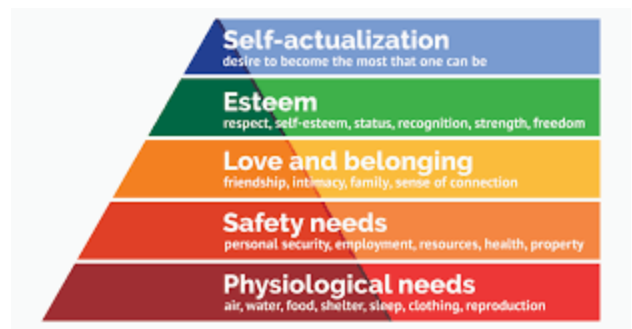 Self-actualization
desire to become the most that one can be
Esteem
respect, self-esteem, status, recognition, strength, freedom
Love and belonging
friendship, intimacy, family, sense of connection
Safety needs
personal security, employment, resources, health, property
Physiological needs
air, water, food, shelter, sleep, clothing, reproduction